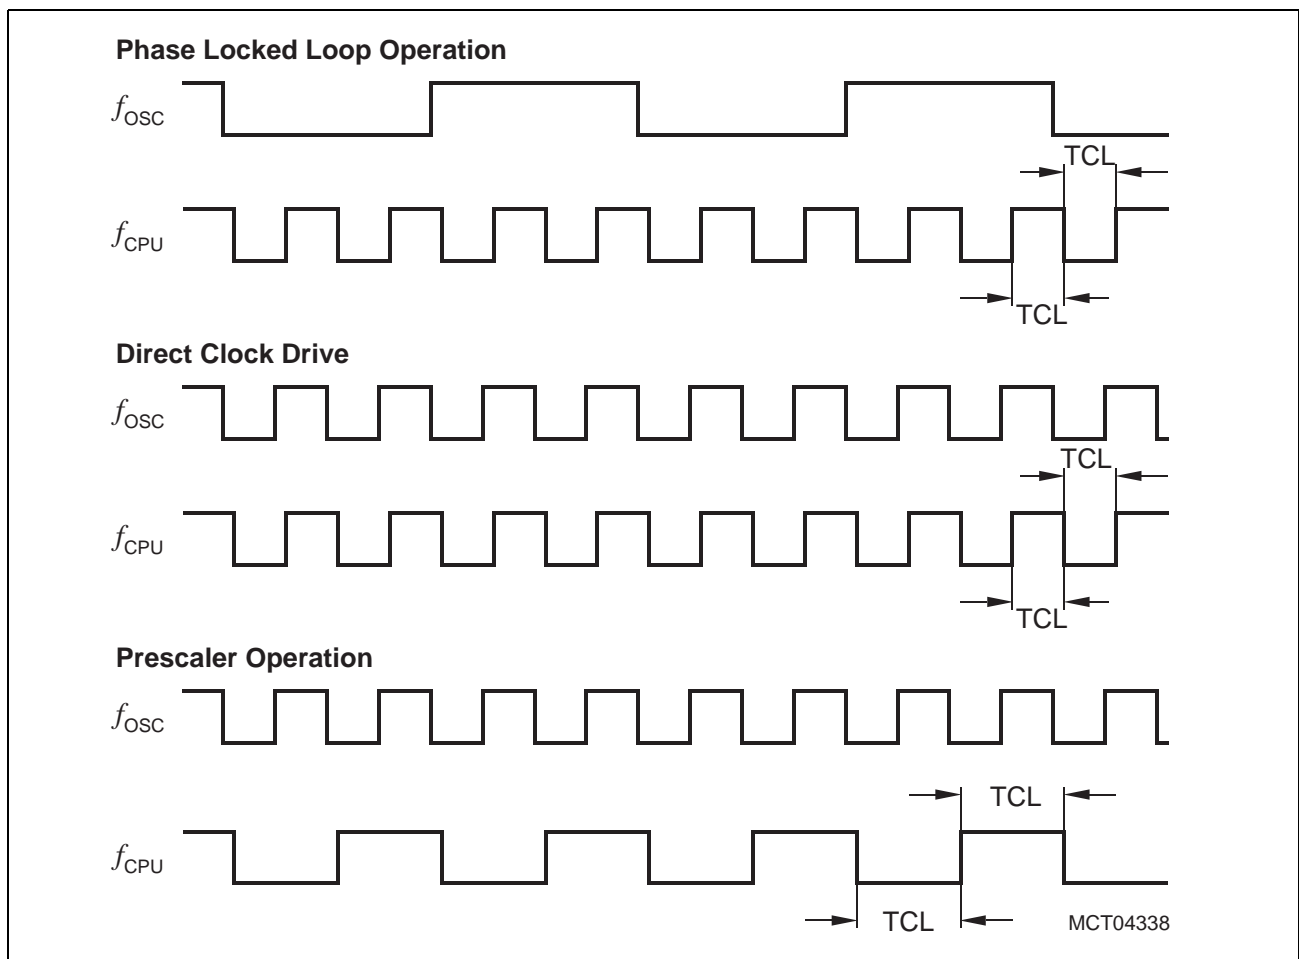 Phase Locked Loop Operation
fOSC
TCL
fCPU
TCL
Direct Clock Drive
fOSC
TCL
fCPU
TCL
Prescaler Operation
fOSC
TCL
fCPU
TCL
MCT04338